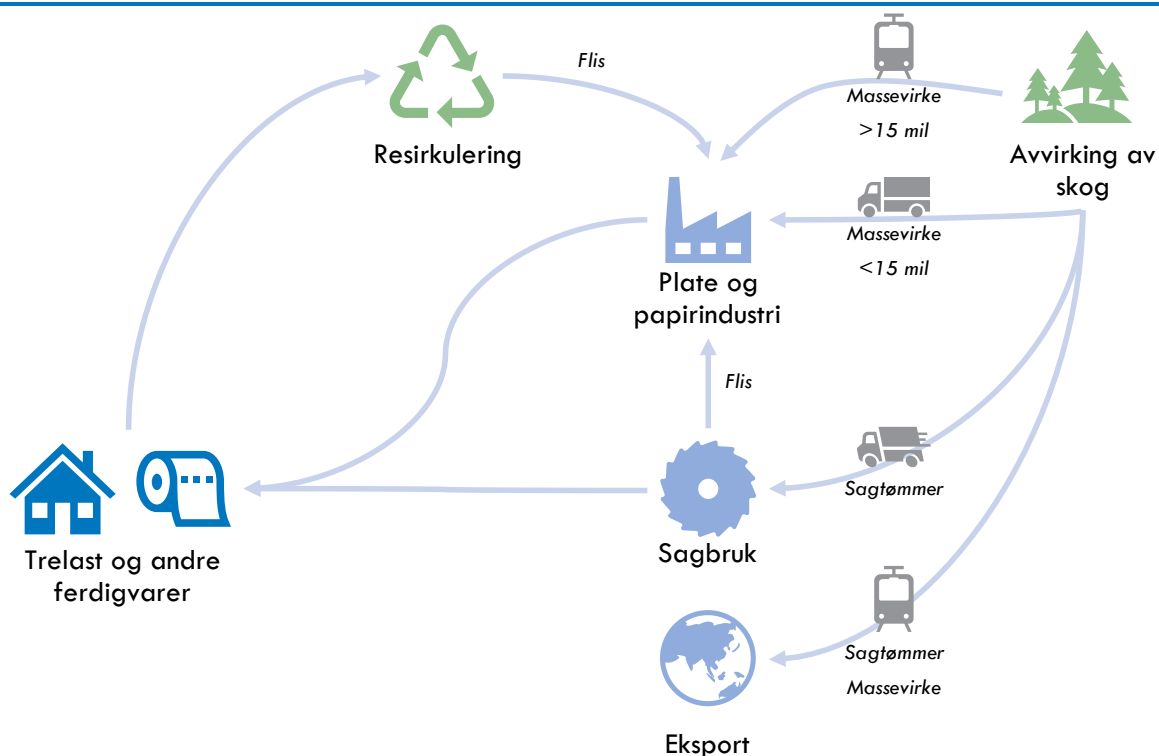 Flis
Massevirke
>15 mil
Resirkulering
Avvirking av
skog
Massevirke
<15 mil
Plate og
papirindustri
Flis
Sagtømmer
Trelast og andre
ferdigvarer
Sagbruk
Sagtømmer
Massevirke
Eksport